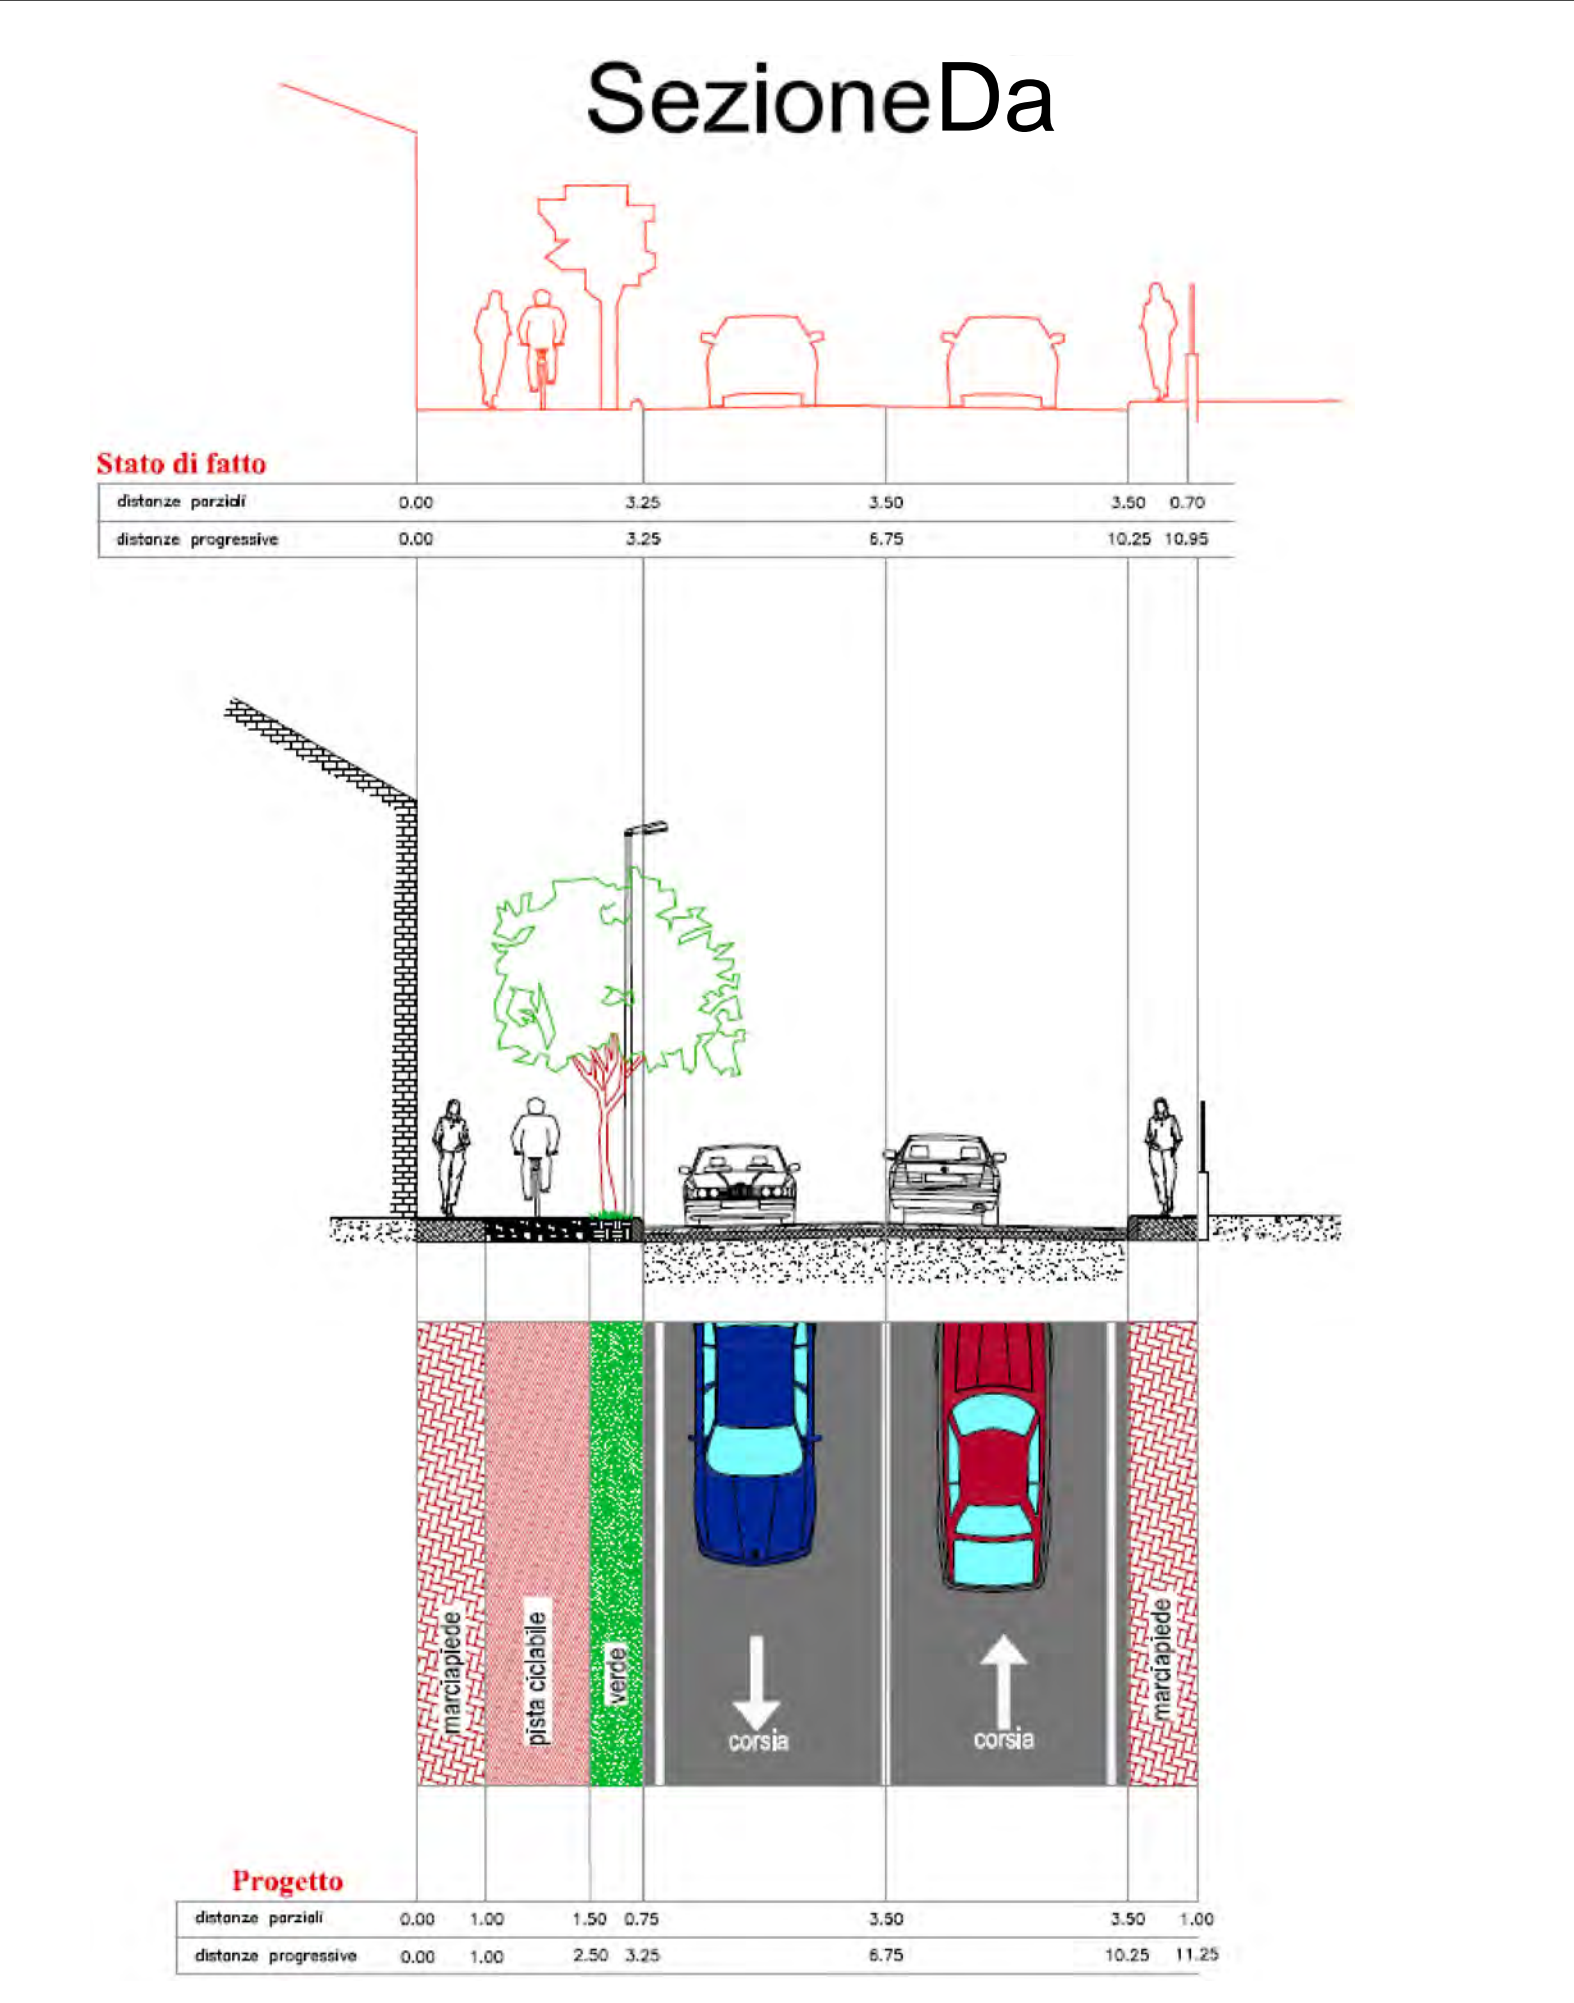 SezioneDa
Stato di fatto
distanze parziali 0.00 3.25 3.50 3.50 0.70
distanze progressive 0.00 3.25 6.75 10.25 10.95
marciapiede
pista ciclabile
verde
corsia
corsia
marciapiede
Progetto
distanze parziali 0.00 1.00 1.50 0.75 3.50 3.50 1.00
distanze progressive 0.00 1.00 2.50 3.25 6.75 10.25 11.25